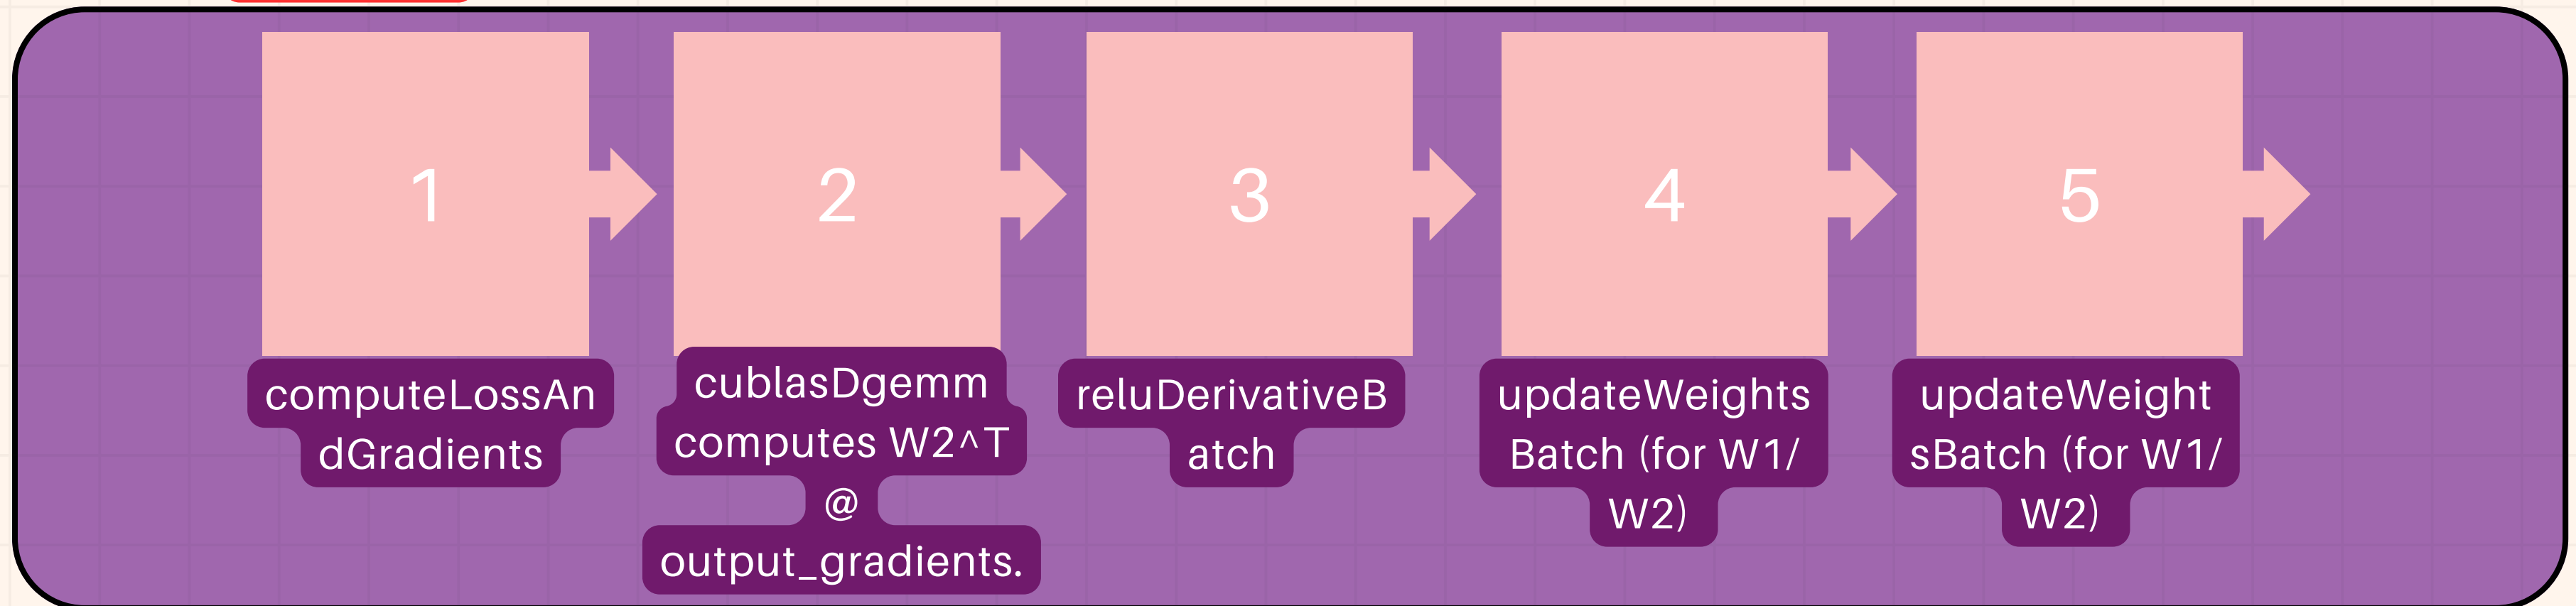 1
2
3
4
5
computeLossAn
dGradients
cublasDgemm
computes W2^T
@
output_gradients.
reluDerivativeB
atch
updateWeights
Batch (for W1/
W2)
updateWeight
sBatch (for W1/
W2)